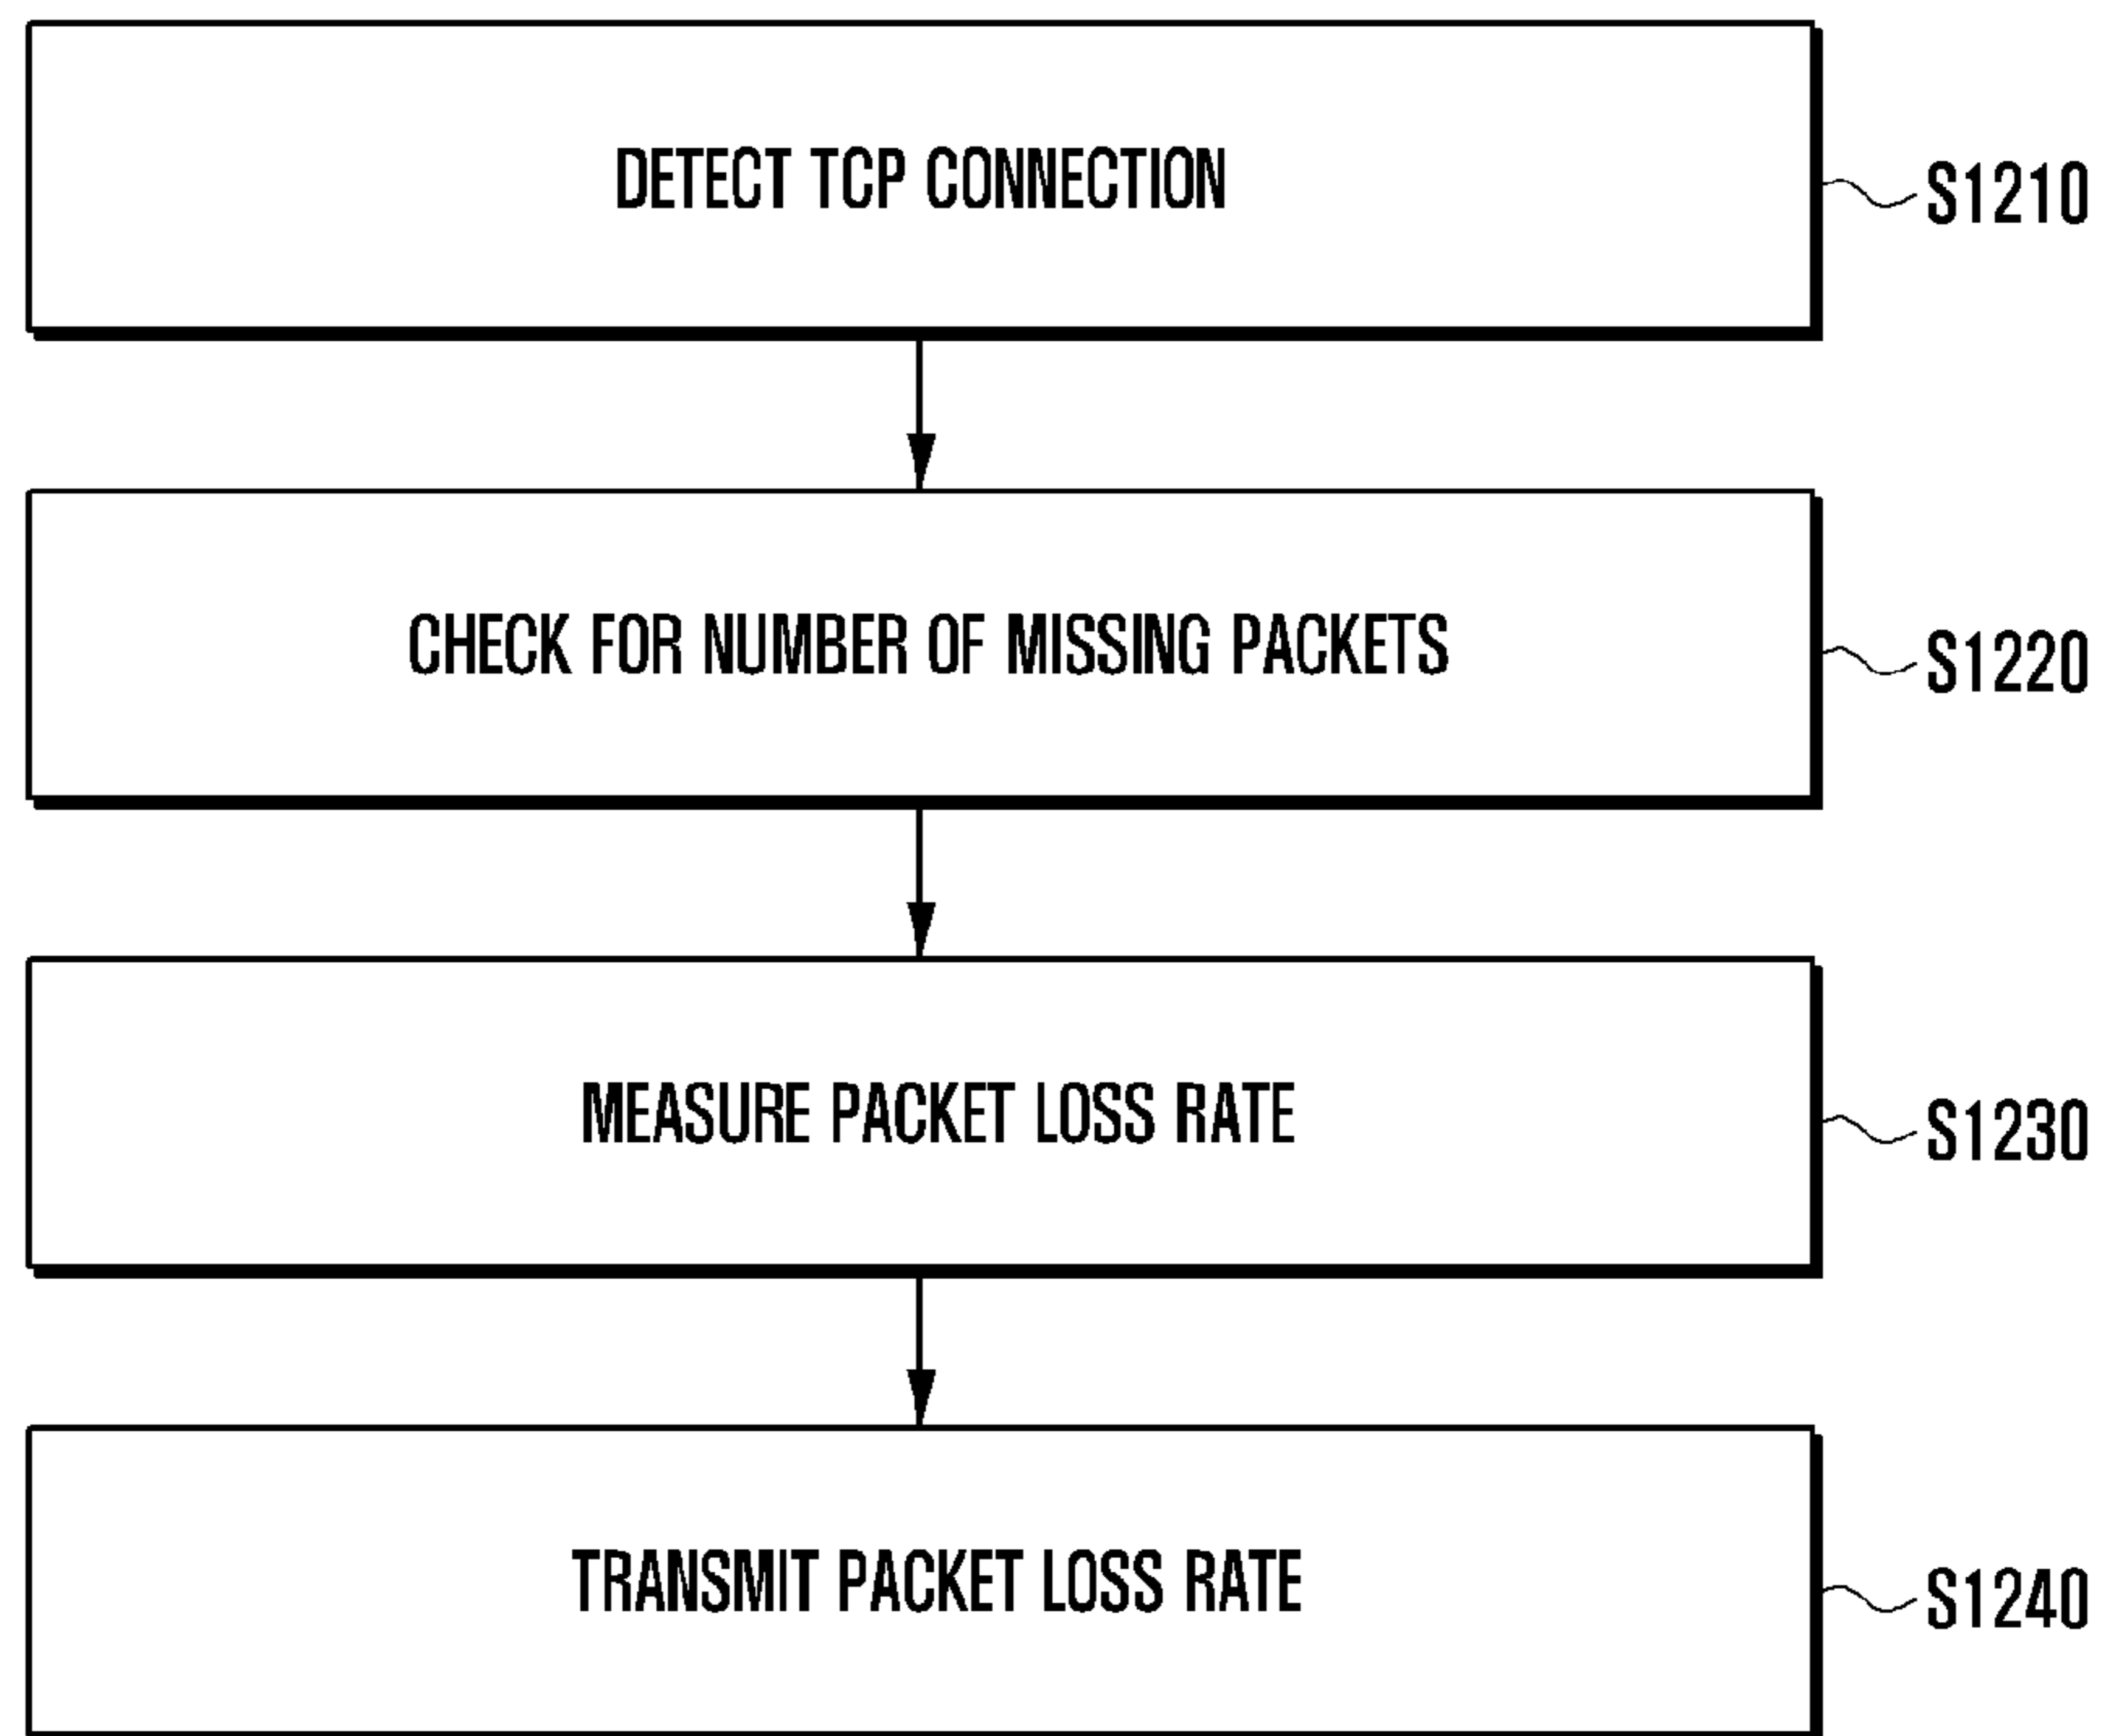 DETECT TCP CONNECTION
S1210
CHECK FOR NUMBER OF MISSING PACKETS
S1220
MEASURE PACKET LOSS RATE
S1230
TRANSMIT PACKET LOSS RATE
S1240